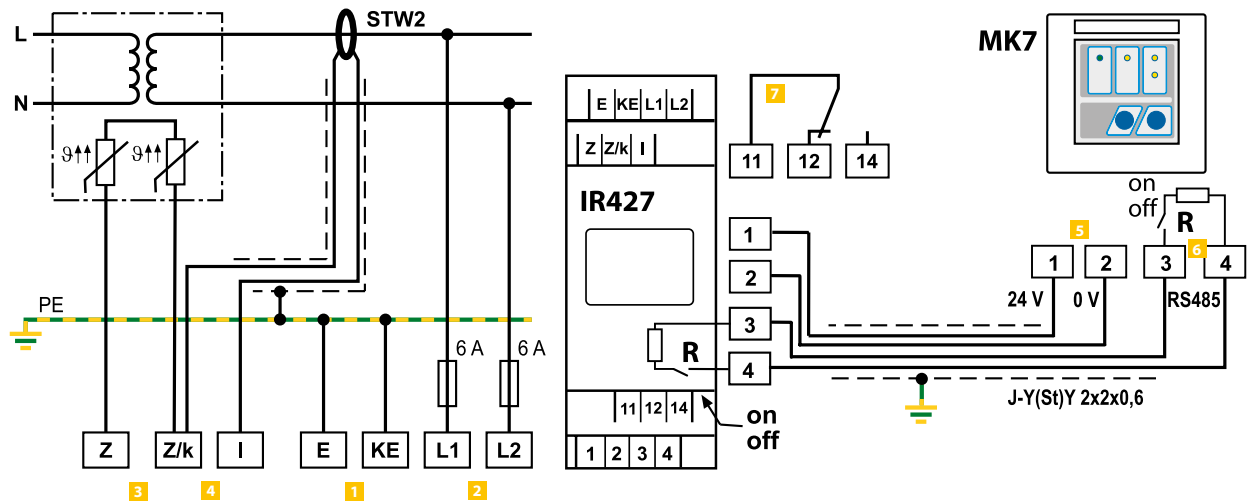 L
STW2
N
ϑ↑↑ ϑ↑↑
PE
6 A 6 A
Z Z/k I E KE L1 L2
3 4 1 2
E KE L1 L2
Z Z/k I
IR427
R
11 12 14
1 2 3 4
on
off
7
11 12 14
1
2
3
4
MK7
on
off
R
5
6
1 2 3 4
24 V 0 V RS485
J-Y(St)Y 2x2x0,6